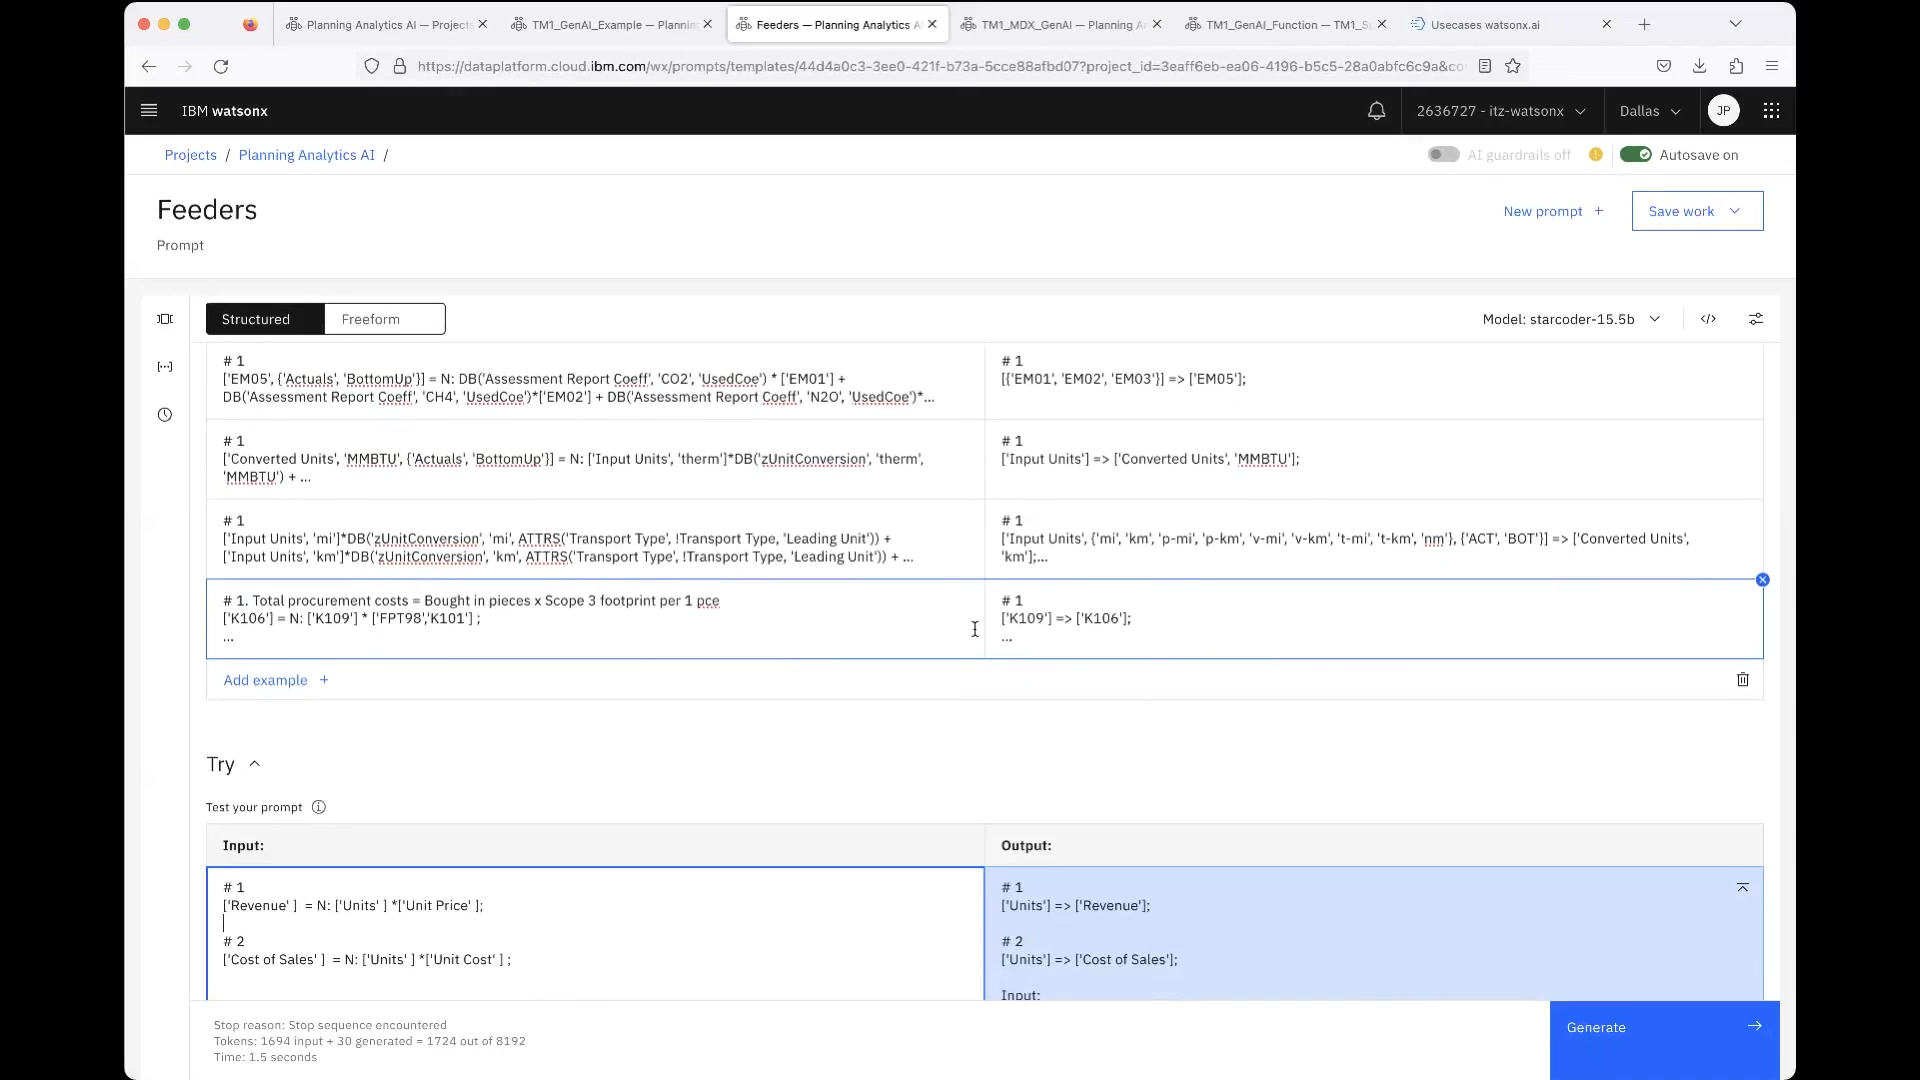 Planning Analytics AI — Projects
TM1_GenAI_Example — Planning
Feeders — Planning Analytics A
TM1_MDX_GenAI — Planning An
TM1_GenAI_Function — TM1_S
Usecases watsonx.ai
https://dataplatform.cloud.ibm.com/wx/prompts/templates/44d4a0c3-3ee0-421f-b73a-5cce88afbd07?project_id=3eaff6eb-ea06-4196-b5c5-28a0abfc6c9a&co
IBM watsonx
2636727 - itz-watsonx
Dallas
JP
Projects / Planning Analytics AI /
AI guardrails off
Autosave on
Feeders
New prompt +
Save work
Prompt
Structured
Freeform
Model: starcoder-15.5b
# 1
['EM05', {'Actuals', 'BottomUp'}] = N: DB('Assessment Report Coeff', 'CO2', 'UsedCoe') * ['EM01'] +
DB('Assessment Report Coeff', 'CH4', 'UsedCoe')*['EM02'] + DB('Assessment Report Coeff', 'N2O', 'UsedCoe')*...
# 1
[{'EM01', 'EM02', 'EM03'}] => ['EM05'];
# 1
['Converted Units', 'MMBTU', {'Actuals', 'BottomUp'}] = N: ['Input Units', 'therm']*DB('zUnitConversion', 'therm',
'MMBTU') + ...
# 1
['Input Units'] => ['Converted Units', 'MMBTU'];
# 1
['Input Units', 'mi']*DB('zUnitConversion', 'mi', ATTRS('Transport Type', !Transport Type, 'Leading Unit')) +
['Input Units', 'km']*DB('zUnitConversion', 'km', ATTRS('Transport Type', !Transport Type, 'Leading Unit')) + ...
# 1
['Input Units', {'mi', 'km', 'p-mi', 'p-km', 'v-mi', 'v-km', 't-mi', 't-km', 'nm'}, {'ACT', 'BOT'}] => ['Converted Units',
'km'];...
# 1. Total procurement costs = Bought in pieces x Scope 3 footprint per 1 pce
['K106'] = N: ['K109'] * ['FPT98','K101'] ;
...
# 1
['K109'] => ['K106'];
...
Add example +
Try
Test your prompt
Input:
Output:
# 1
['Revenue' ]  = N: ['Units' ] *['Unit Price' ];
# 2
['Cost of Sales' ]  = N: ['Units' ] *['Unit Cost' ] ;
# 1
['Units'] => ['Revenue'];
# 2
['Units'] => ['Cost of Sales'];
Input:
Stop reason: Stop sequence encountered
Tokens: 1694 input + 30 generated = 1724 out of 8192
Time: 1.5 seconds
Generate